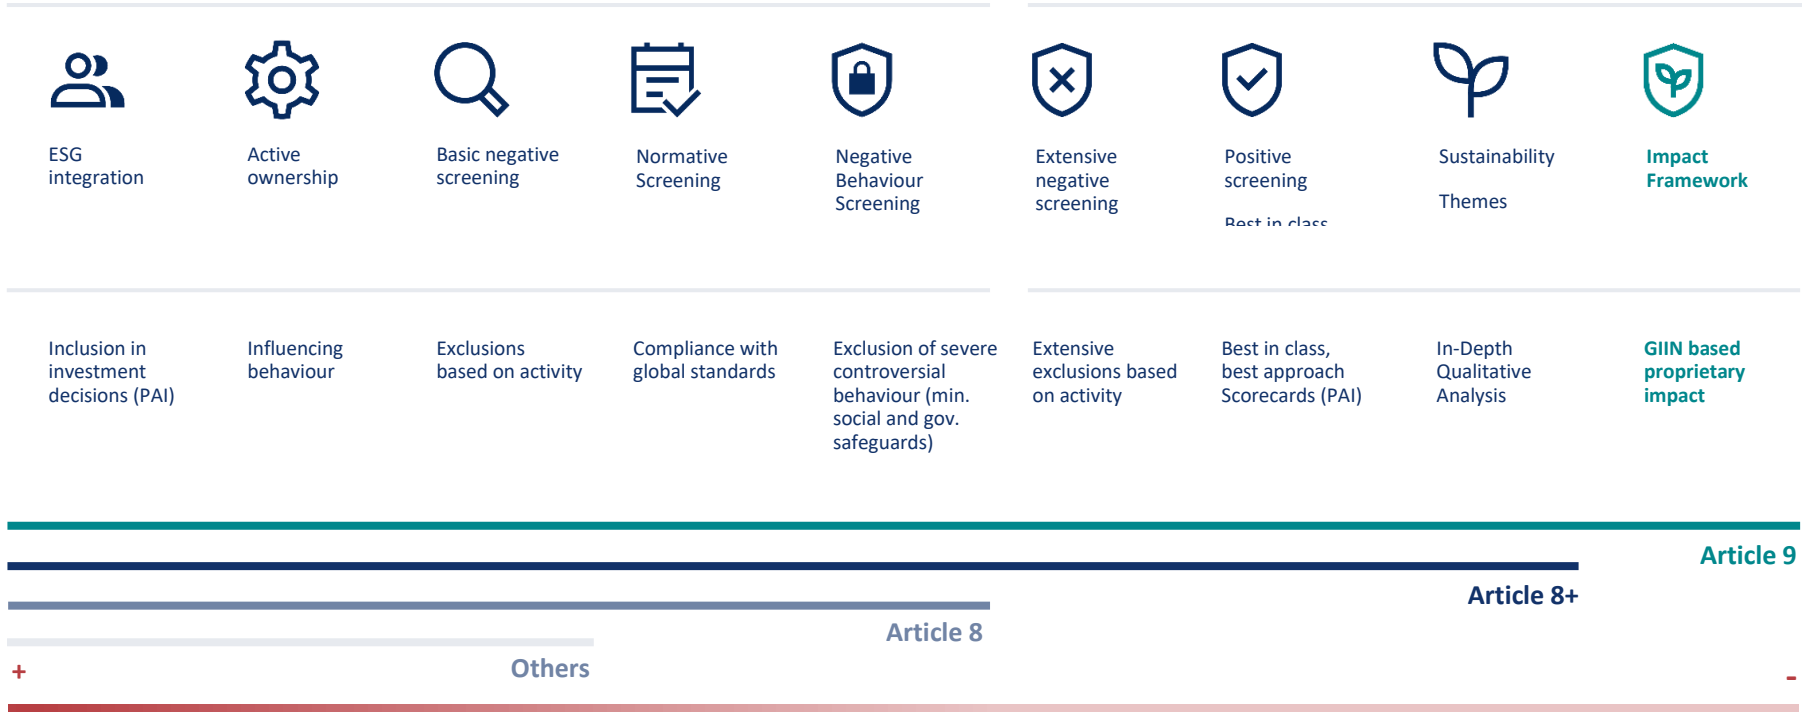 ESG
integration
Active
ownership
Basic negative
screening
Normative
Screening
Negative
Behaviour
Screening
Extensive
negative
screening
Positive
screening
Best in class
Sustainability
Themes
Impact
Framework
Inclusion in
investment
decisions (PAI)
Influencing
behaviour
Exclusions
based on activity
Compliance with
global standards
Exclusion of severe
controversial
behaviour (min.
social and gov.
safeguards)
Extensive
exclusions based
on activity
Best in class,
best approach
Scorecards (PAI)
In-Depth
Qualitative
Analysis
GIIN based
proprietary
impact
Article 9
Article 8+
Article 8
Others
+
-